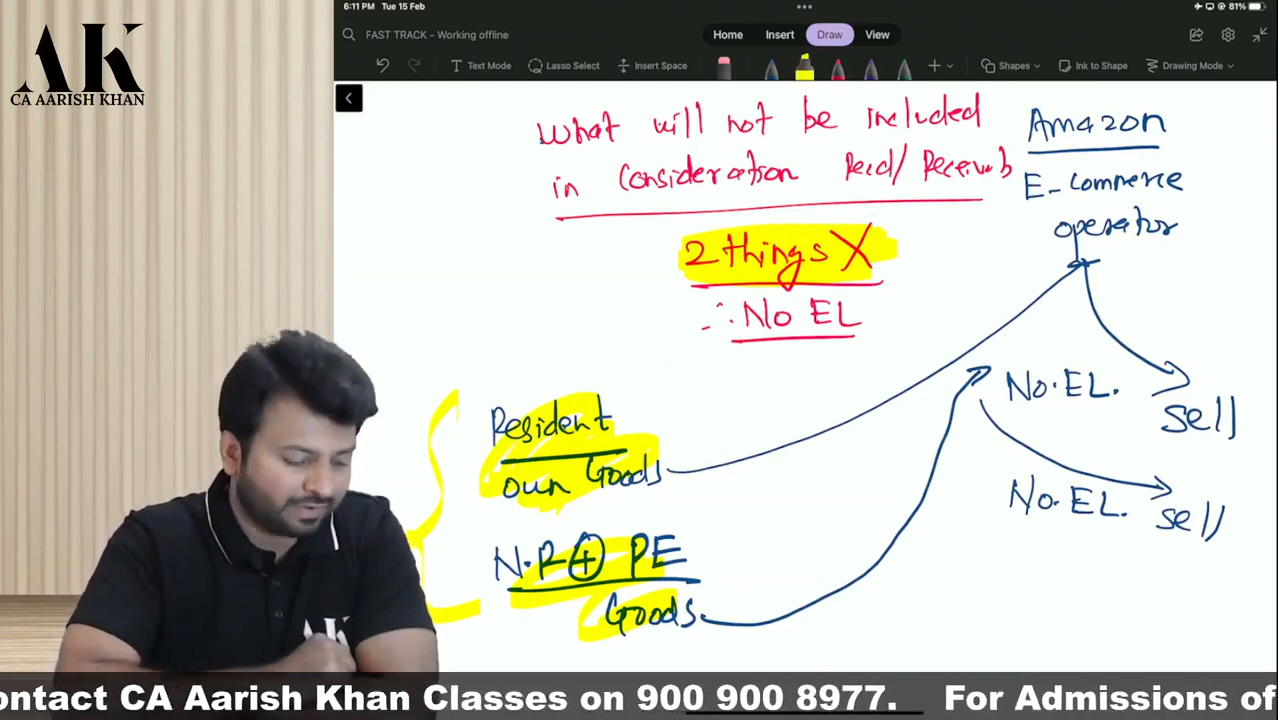 6:11 PM Tue 15 Feb
81%
AK
CA AARISH KHAN
FAST TRACK - Working offline
Home Insert Draw View
Text Mode Lasso Select Insert Space Shapes Ink to Shape Drawing Mode
What will not be included
in Consideration Recd/
2 things X
∴ No EL
Amazon
E-Commerce
operator
No.EL.
sell
Resident
own Goods
No.EL.
sell
N.R + PE
Goods
AK
ontact CA Aarish Khan Classes on 900 900 8977. For Admissions of